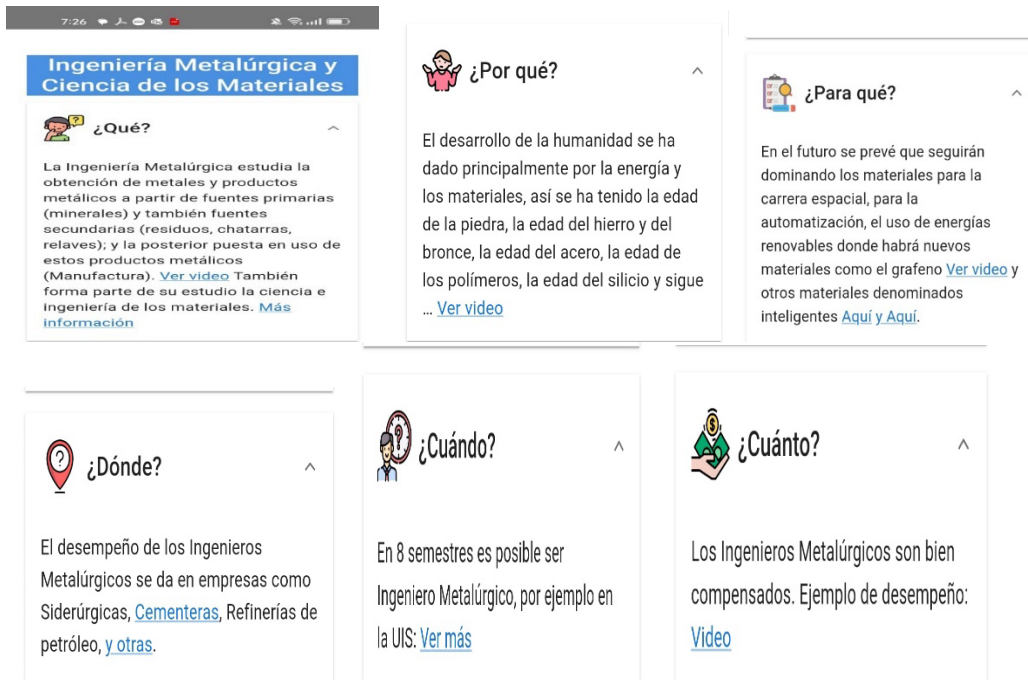 7:26
Ingeniería Metalúrgica y
Ciencia de los Materiales
¿Qué?
La Ingeniería Metalúrgica estudia la
obtención de metales y productos
metálicos a partir de fuentes primarias
(minerales) y también fuentes
secundarias (residuos, chatarras,
relaves); y la posterior puesta en uso de
estos productos metálicos
(Manufactura). Ver video También
forma parte de su estudio la ciencia e
ingeniería de los materiales. Más
información
¿Por qué?
El desarrollo de la humanidad se ha
dado principalmente por la energía y
los materiales, así se ha tenido la edad
de la piedra, la edad del hierro y del
bronce, la edad del acero, la edad de
los polímeros, la edad del silicio y sigue
... Ver video
¿Para qué?
En el futuro se prevé que seguirán
dominando los materiales para la
carrera espacial, para la
automatización, el uso de energías
renovables donde habrá nuevos
materiales como el grafeno Ver video y
otros materiales denominados
inteligentes Aquí y Aquí.
¿Dónde?
El desempeño de los Ingenieros
Metalúrgicos se da en empresas como
Siderúrgicas, Cementeras, Refinerías de
petróleo, y otras.
¿Cuándo?
En 8 semestres es posible ser
Ingeniero Metalúrgico, por ejemplo en
la UIS: Ver más
¿Cuánto?
Los Ingenieros Metalúrgicos son bien
compensados. Ejemplo de desempeño:
Video